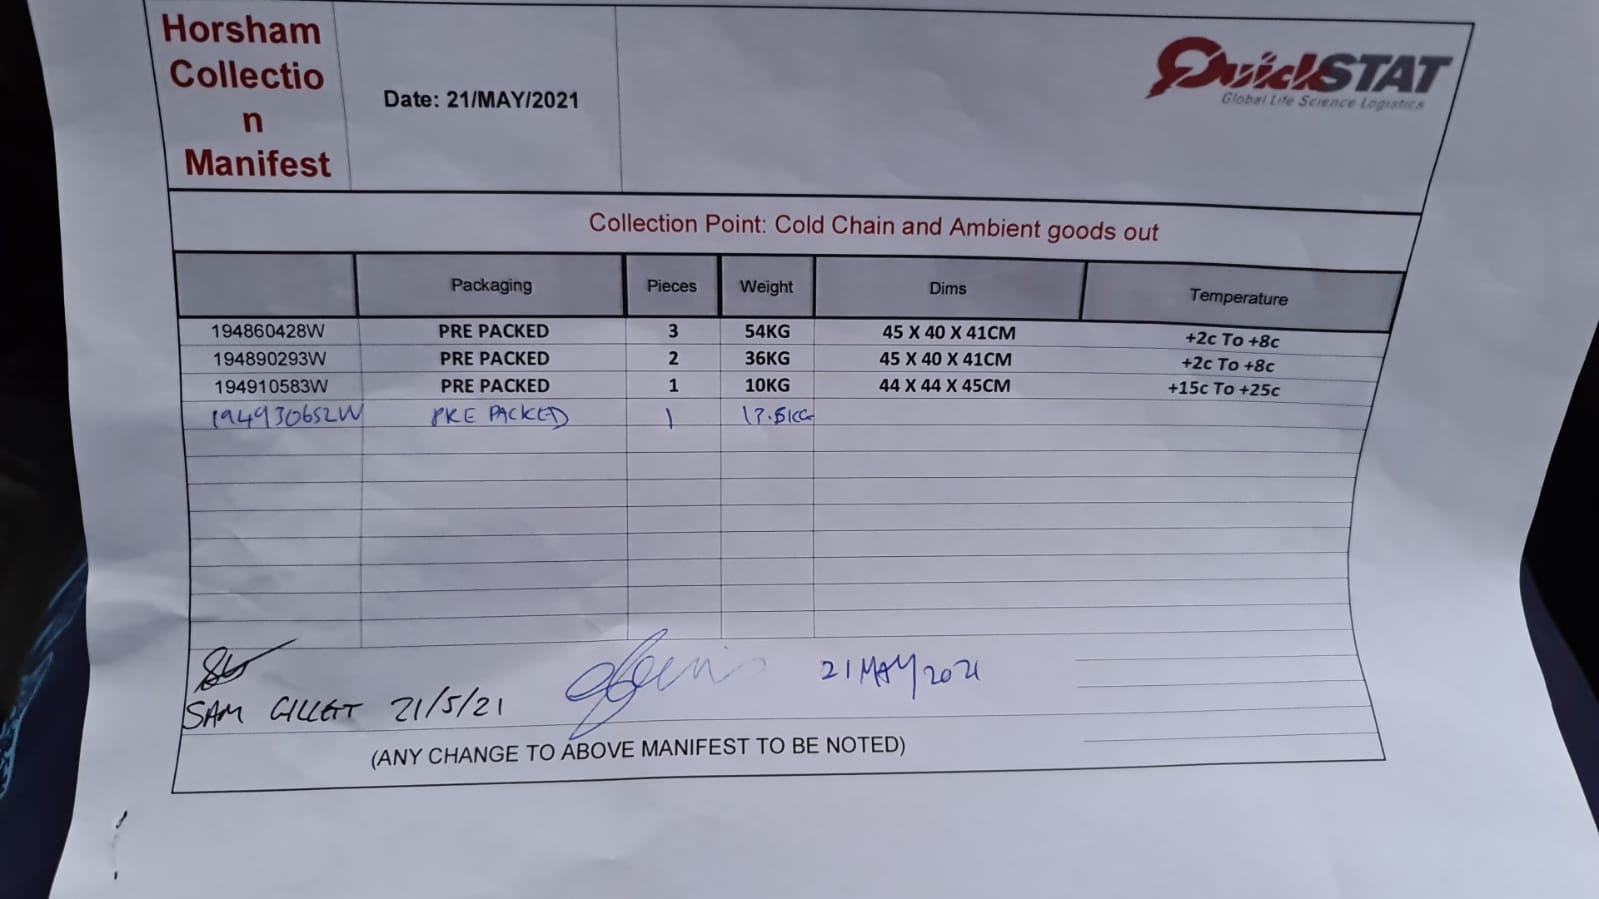 Horsham
Collectio
n
Manifest
Date: 21/MAY/2021
QuickSTAT
Global Life Science Logistics
Collection Point: Cold Chain and Ambient goods out
Packaging Pieces Weight Dims Temperature
194860428W PRE PACKED 3 54KG 45 X 40 X 41CM +2c To +8c
194890293W PRE PACKED 2 36KG 45 X 40 X 41CM +2c To +8c
194910583W PRE PACKED 1 10KG 44 X 44 X 45CM +15c To +25c
194930652W PRE PACKED 1
21 MAY 2021
SAM GILLETT 21/5/21
(ANY CHANGE TO ABOVE MANIFEST TO BE NOTED)